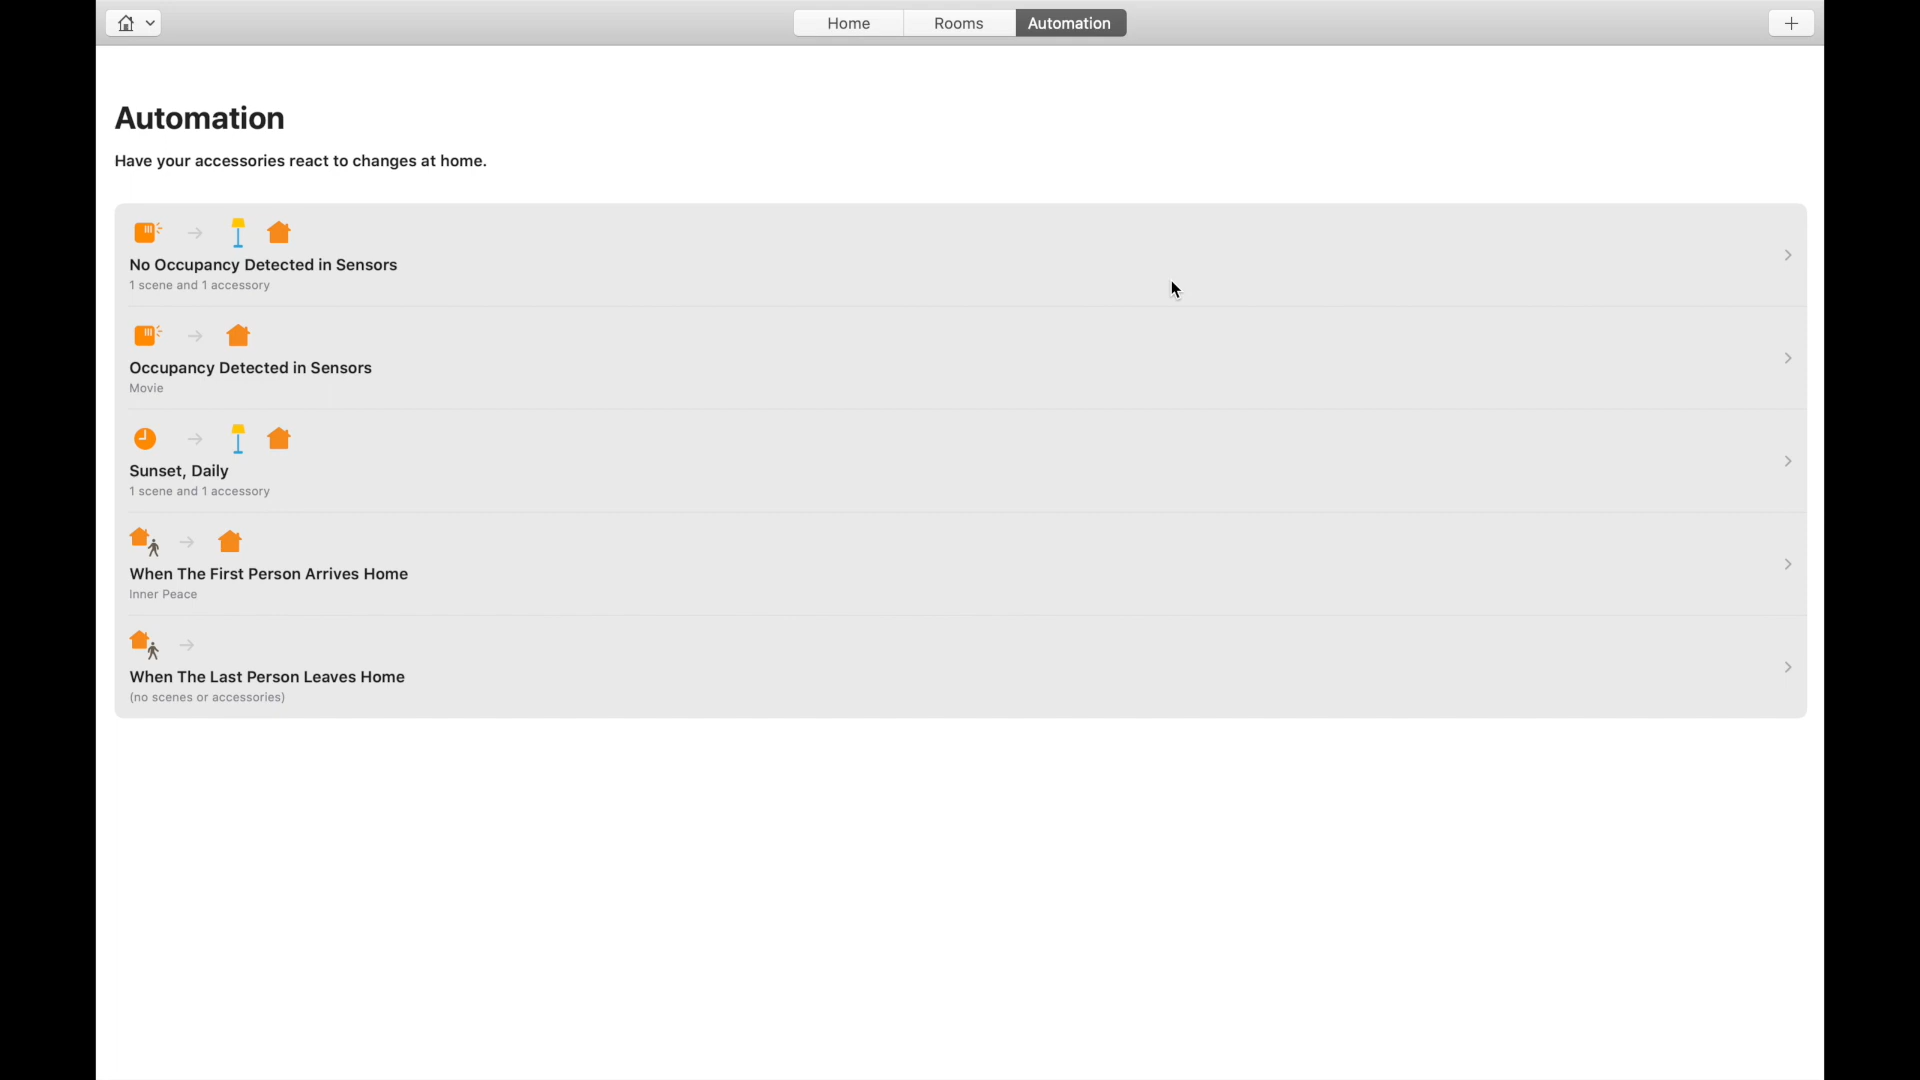 Home Rooms Automation
Automation
Have your accessories react to changes at home.
No Occupancy Detected in Sensors
1 scene and 1 accessory
Occupancy Detected in Sensors
Movie
Sunset, Daily
1 scene and 1 accessory
When The First Person Arrives Home
Inner Peace
When The Last Person Leaves Home
(no scenes or accessories)